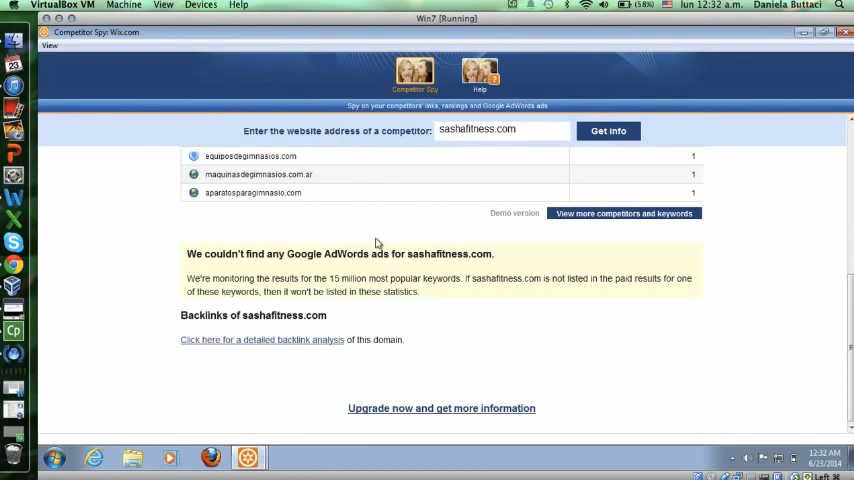 VirtualBox VM Machine View Devices Help (58%) lun 12:32 a.m. Daniela Buttaci
Win7 [Running]
Competitor Spy: Wix.com
View
Competitor Spy Help
Spy on your competitors' links, rankings and Google AdWords ads
Enter the website address of a competitor: sashafitness.com Get info
equiposdegimnasios.com 1
maquinasdegimnasios.com.ar 1
aparatosparagimnasio.com 1
Demo version View more competitors and keywords
We couldn't find any Google AdWords ads for sashafitness.com.
We're monitoring the results for the 15 million most popular keywords. If sashafitness.com is not listed in the paid results for one
of these keywords, then it won't be listed in these statistics.
Backlinks of sashafitness.com
Click here for a detailed backlink analysis of this domain.
Upgrade now and get more information
12:32 AM
6/23/2014
Left ⌘